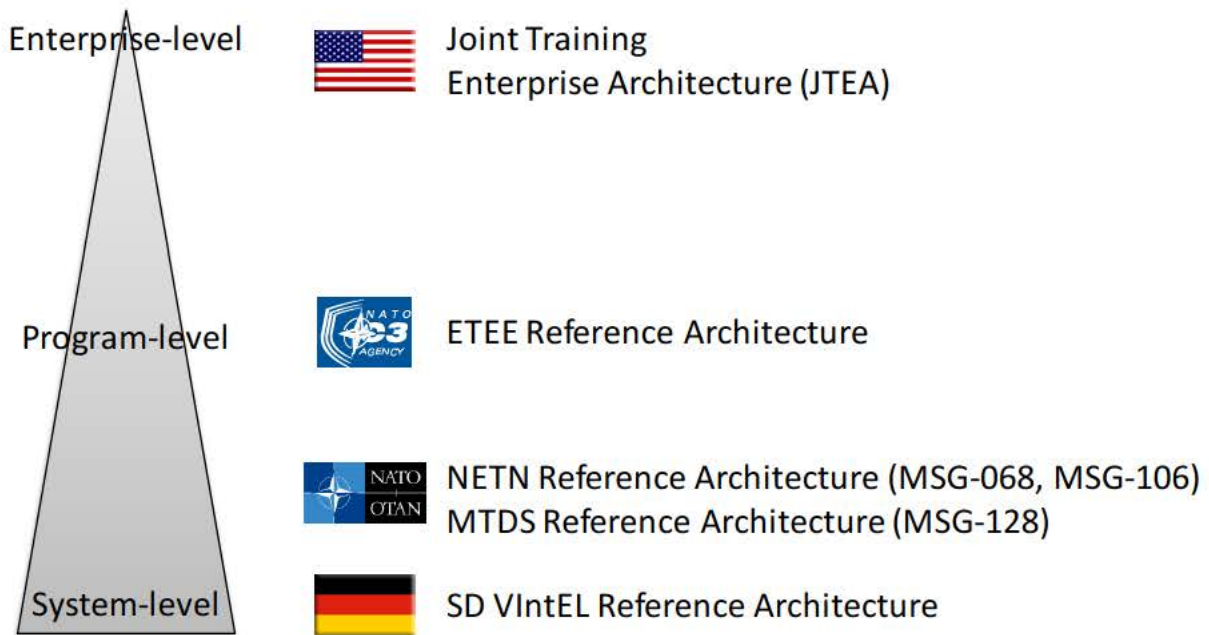 Enterprise-level
Joint Training
Enterprise Architecture (JTEA)
Program-level
NATO
C3
AGENCY
ETEE Reference Architecture
NATO
OTAN
NETN Reference Architecture (MSG-068, MSG-106)
MTDS Reference Architecture (MSG-128)
System-level
SD VIntEL Reference Architecture